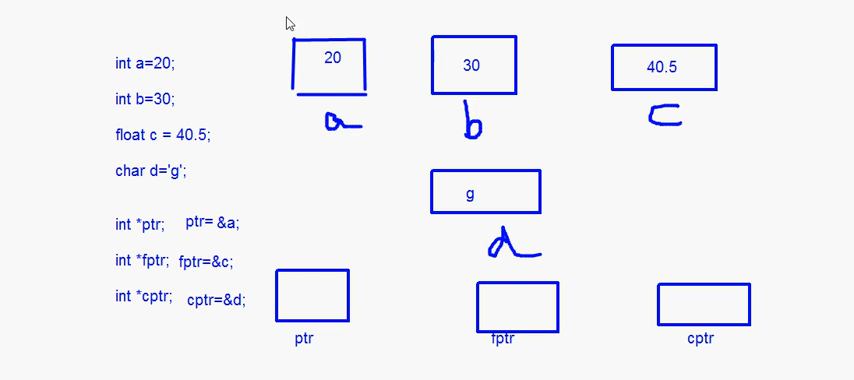 int a=20;
int b=30;
float c = 40.5;
char d='g';
int *ptr; ptr= &a;
int *fptr; fptr=&c;
int *cptr; cptr=&d;
20
30
40.5
a
b
c
g
d
ptr
fptr
cptr